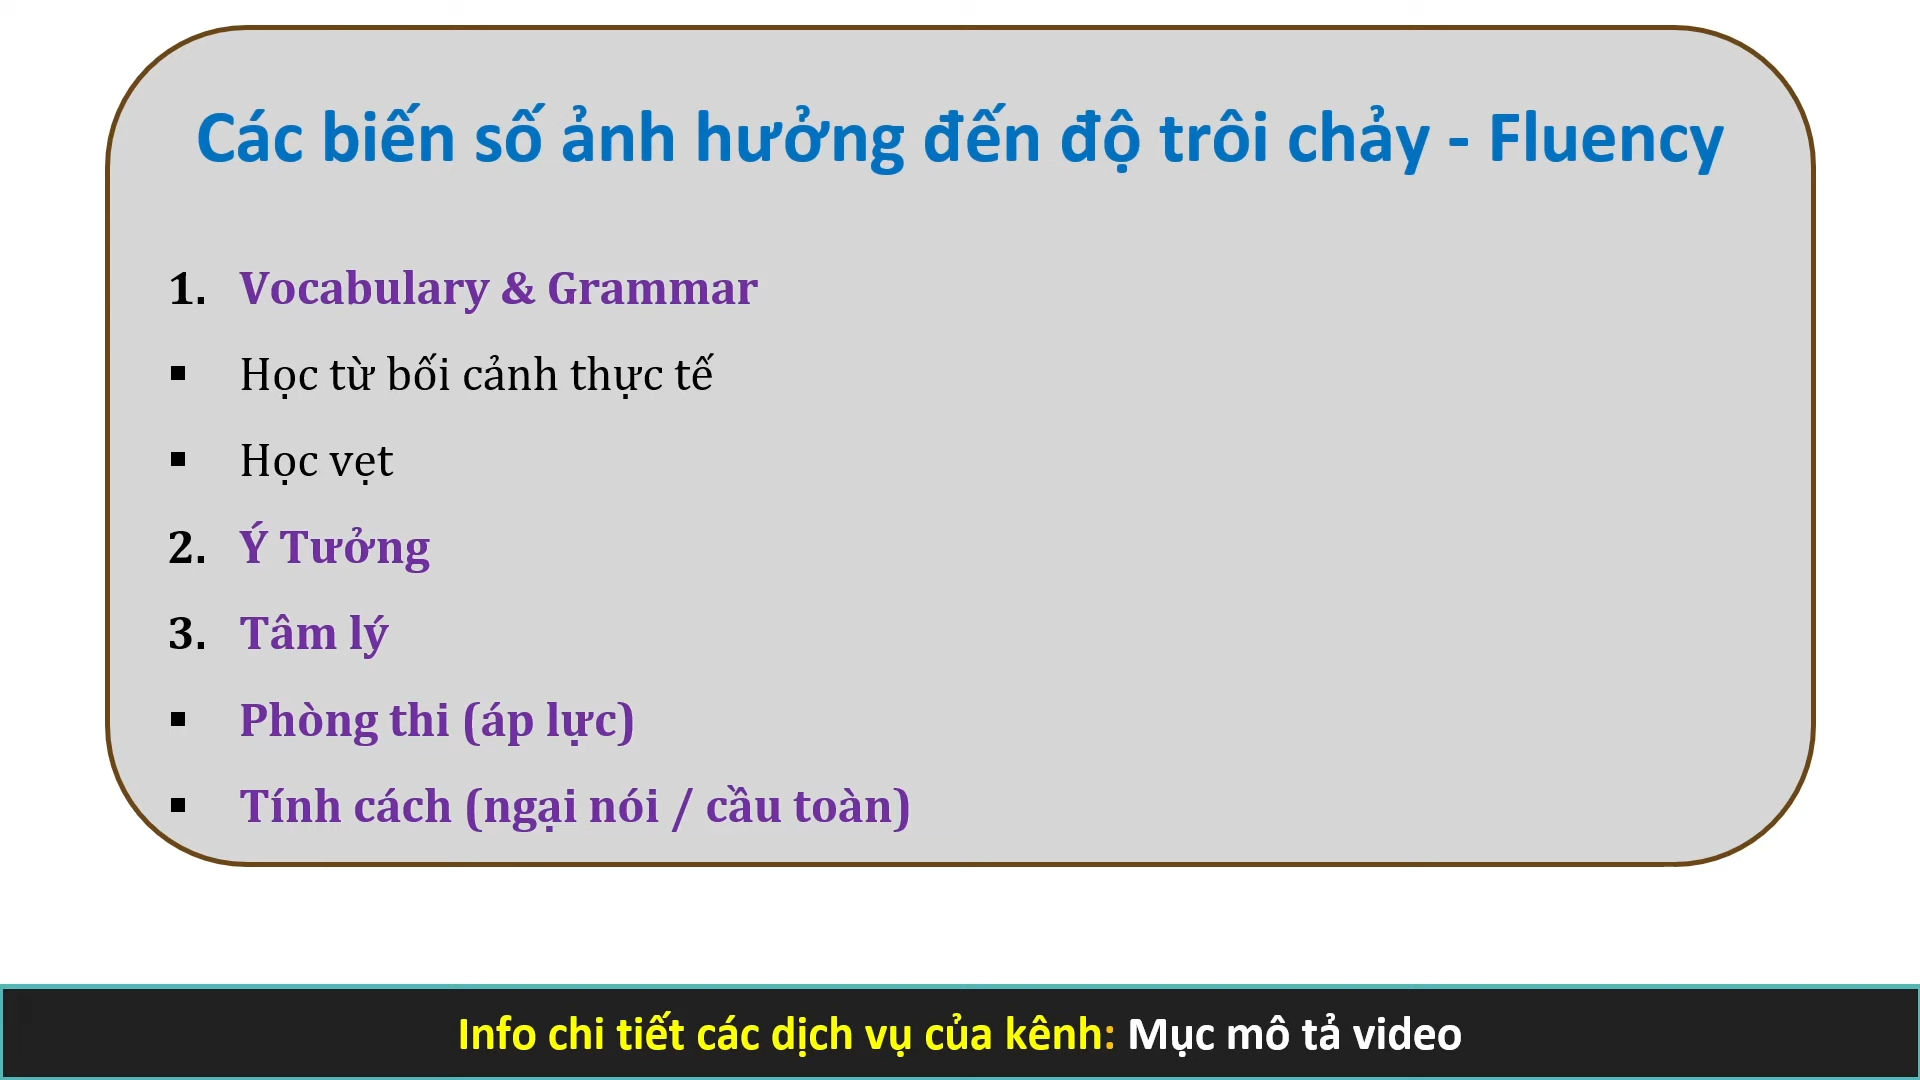 Các biến số ảnh hưởng đến độ trôi chảy - Fluency
1. Vocabulary & Grammar
▪ Học từ bối cảnh thực tế
▪ Học vẹt
2. Ý Tưởng
3. Tâm lý
▪ Phòng thi (áp lực)
▪ Tính cách (ngại nói / cầu toàn)
Info chi tiết các dịch vụ của kênh: Mục mô tả video